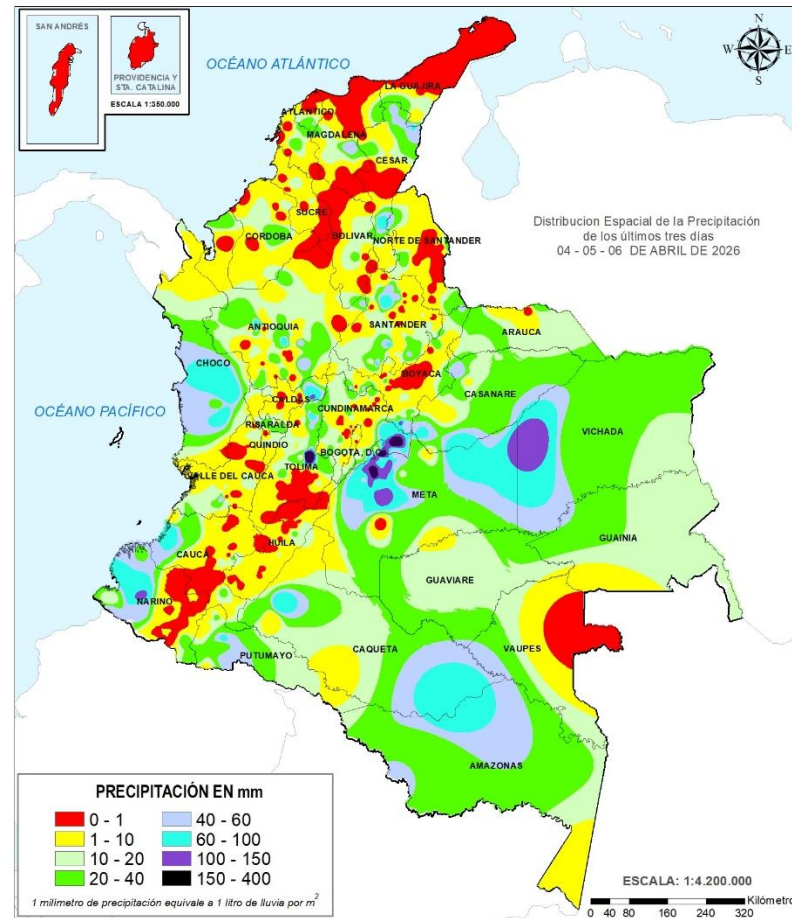 SAN ANDRÉS
PROVIDENCIA Y
STA. CATALINA
ESCALA 1:350.000
OCÉANO ATLÁNTICO
N
W
E
S
LA GUAJIRA
ATLÁNTICO
MAGDALENA
CESAR
SUCRE
CORDOBA
BOLIVAR
NORTE DE SANTANDER
Distribucion Espacial de la Precipitación
de los últimos tres días
04 - 05 - 06 DE ABRIL DE 2026
ANTIOQUIA
SANTANDER
ARAUCA
CHOCO
BOYACA
CASANARE
OCÉANO PACÍFICO
CALDAS
CUNDINAMARCA
RISARALDA
VICHADA
QUINDIO
BOGOTA, D.C.
TOLIMA
VALLE DEL CAUCA
META
HUILA
GUAINIA
CAUCA
GUAVIARE
NARIÑO
VAUPES
CAQUETA
PUTUMAYO
AMAZONAS
PRECIPITACIÓN EN mm
0 - 1
40 - 60
1 - 10
60 - 100
10 - 20
100 - 150
20 - 40
150 - 400
1 milímetro de precipitación equivale a 1 litro de lluvia por m²
ESCALA: 1:4.200.000
Kilómetro
0 40 80 160 240 320